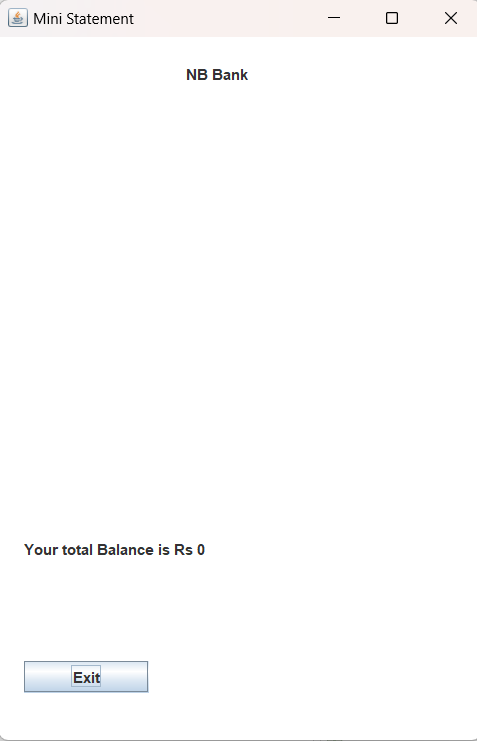 Mini Statement
NB Bank
Your total Balance is Rs 0
Exit